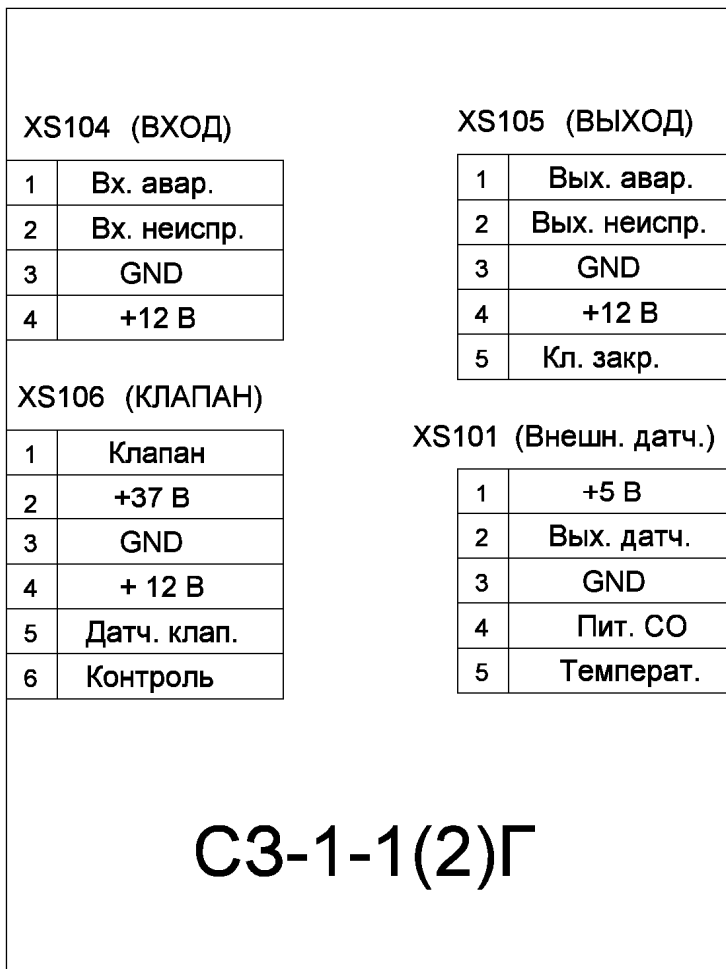 XS104 (ВХОД)
1 Вх. авар.
2 Вх. неиспр.
3 GND
4 +12 В
XS105 (ВЫХОД)
1 Вых. авар.
2 Вых. неиспр.
3 GND
4 +12 В
5 Кл. закр.
XS106 (КЛАПАН)
1 Клапан
2 +37 В
3 GND
4 + 12 В
5 Датч. клап.
6 Контроль
XS101 (Внешн. датч.)
1 +5 В
2 Вых. датч.
3 GND
4 Пит. СО
5 Температ.
СЗ-1-1(2)Г